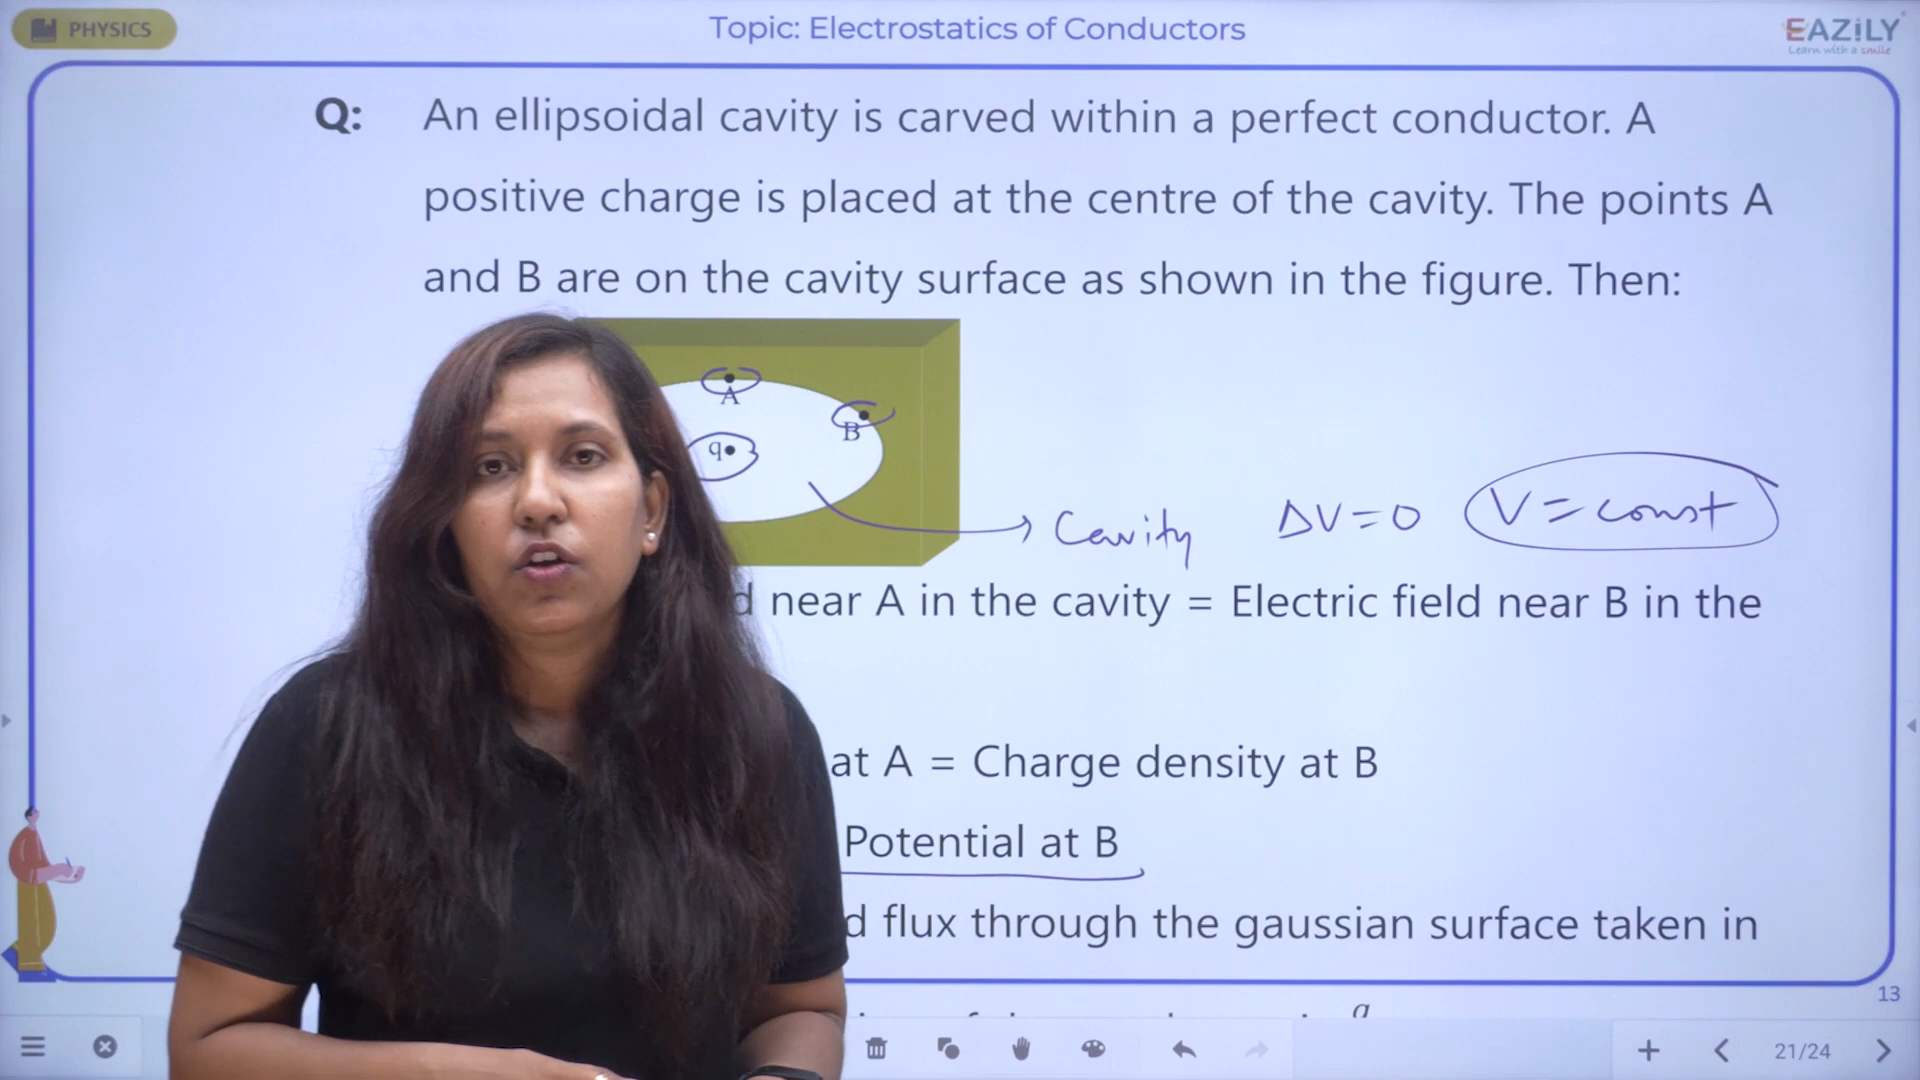 PHYSICS
Topic: Electrostatics of Conductors
EAZiLY
Learn with a smile
Q: An ellipsoidal cavity is carved within a perfect conductor. A
positive charge is placed at the centre of the cavity. The points A
and B are on the cavity surface as shown in the figure. Then:
A
B
q
Cavity ΔV=0 V=const
near A in the cavity = Electric field near B in the
at A = Charge density at B
Potential at B
flux through the gaussian surface taken in
13
21/24